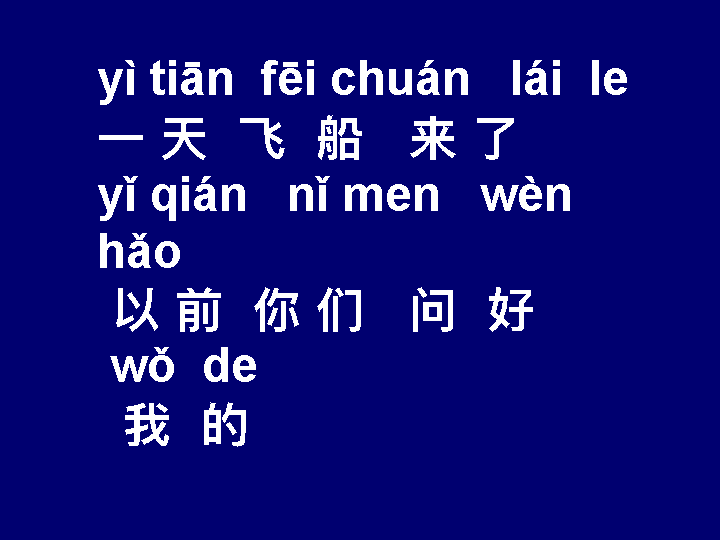 yì tiān fēi chuán lái le
一 天 飞 船 来 了
yǐ qián nǐ men wèn
hǎo
以 前 你 们 问 好
wǒ de
我 的